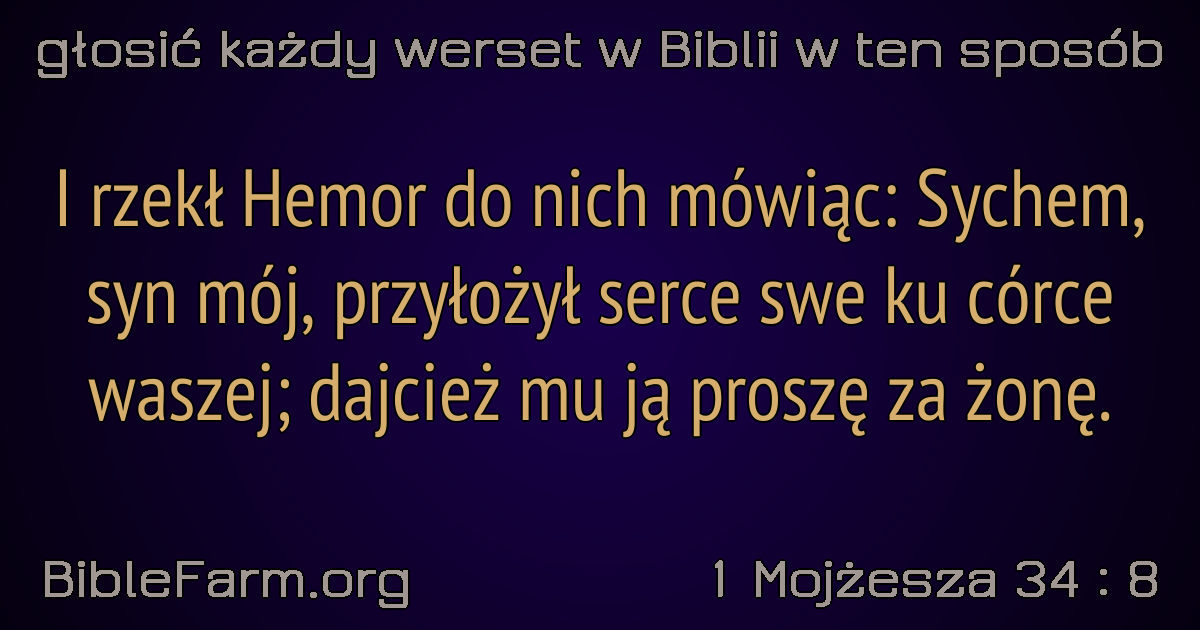 głosić każdy werset w Biblii w ten sposób
I rzekł Hemor do nich mówiąc: Sychem,
syn mój, przyłożył serce swe ku córce
waszej; dajcież mu ją proszę za żonę.
BibleFarm.org
1 Mojżesza 34 : 8